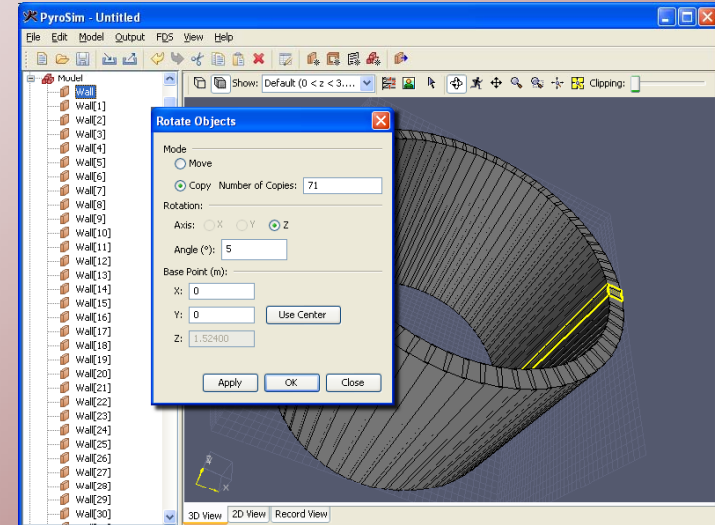 PyroSim - Untitled
File Edit Model Output FDS View Help
Model
Wall
Wall[1]
Wall[2]
Wall[3]
Wall[4]
Wall[5]
Wall[6]
Wall[7]
Wall[8]
Wall[9]
Wall[10]
Wall[11]
Wall[12]
Wall[13]
Wall[14]
Wall[15]
Wall[16]
Wall[17]
Wall[18]
Wall[19]
Wall[20]
Wall[21]
Wall[22]
Wall[23]
Wall[24]
Wall[25]
Wall[26]
Wall[27]
Wall[28]
Wall[29]
Wall[30]
Show: Default (0 < z < 3.... Clipping:
Rotate Objects
Mode
Move
Copy Number of Copies: 71
Rotation:
Axis: X Y Z
Angle (°): 5
Base Point (m):
X: 0
Y: 0 Use Center
Z: 1.52400
Apply OK Close
X
3D View 2D View Record View